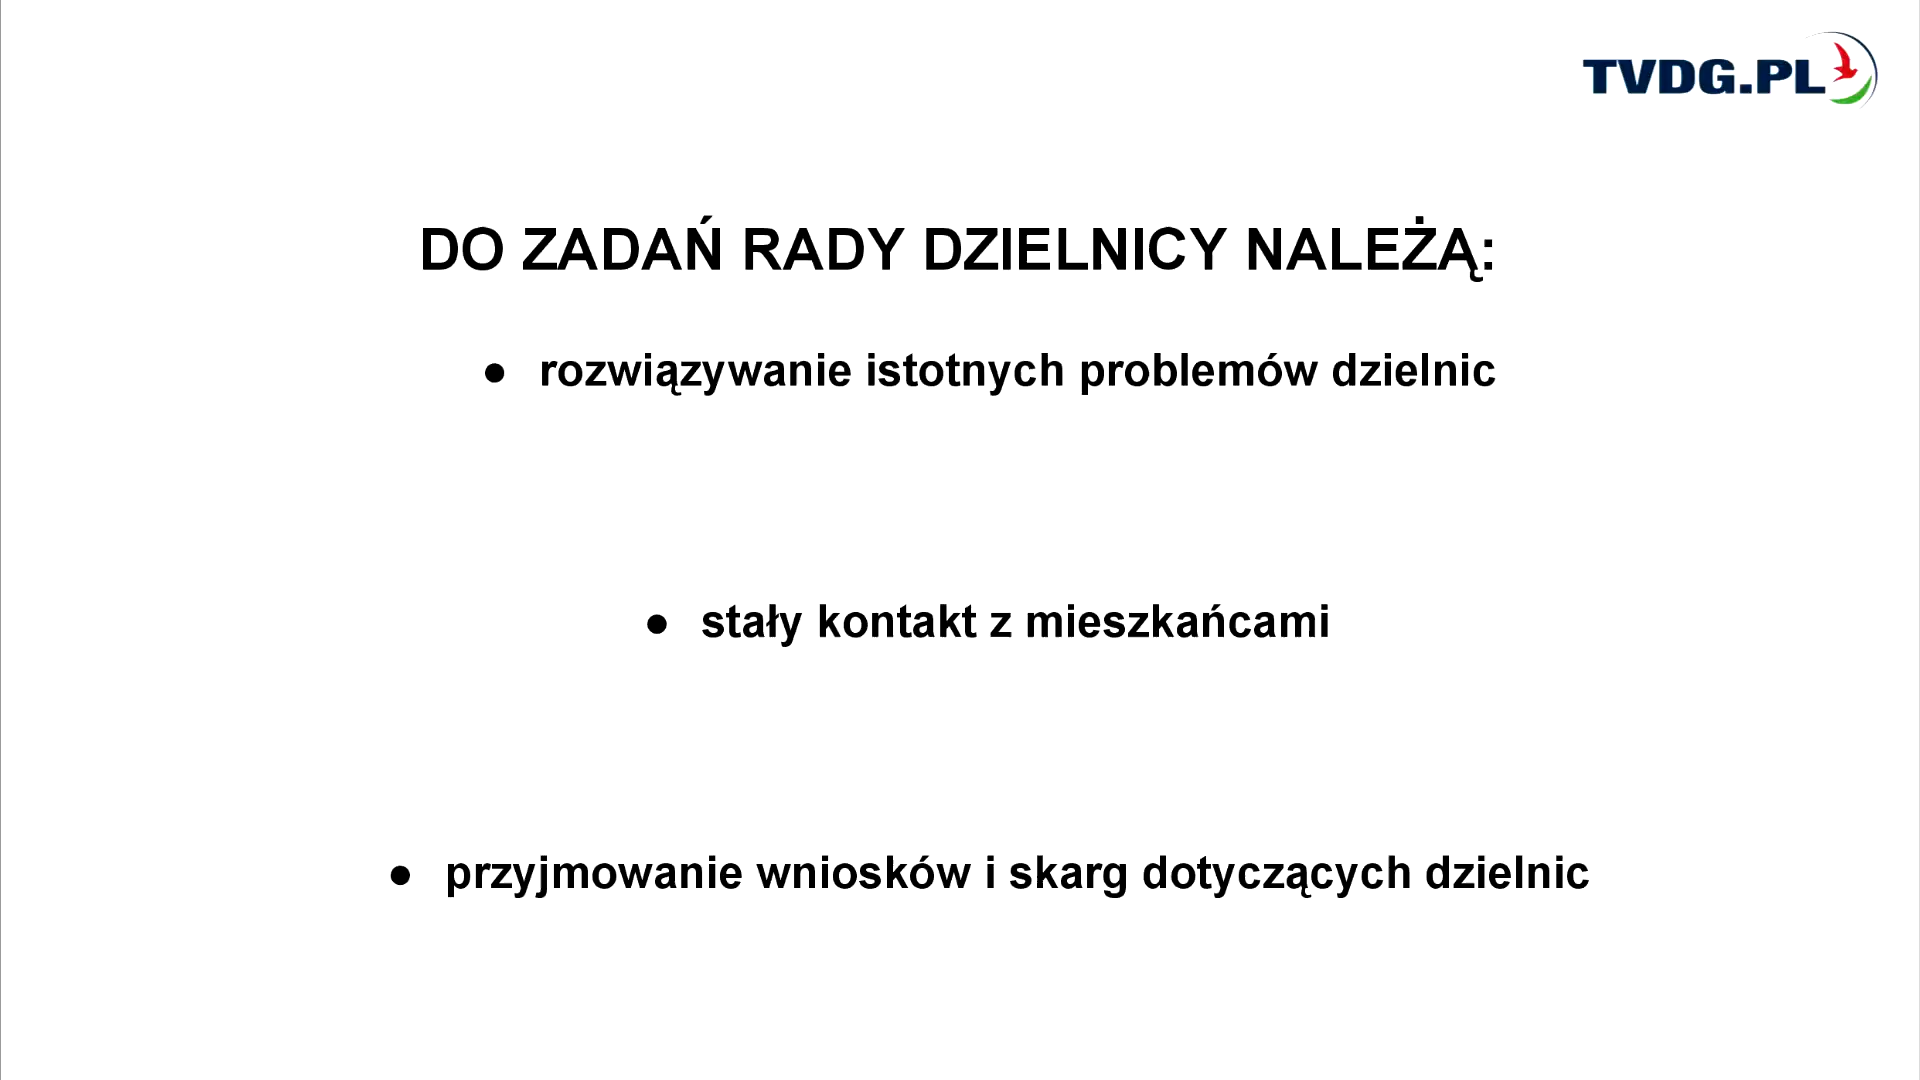 TVDG.PL
DO ZADAŃ RADY DZIELNICY NALEŻĄ:
● rozwiązywanie istotnych problemów dzielnic
● stały kontakt z mieszkańcami
● przyjmowanie wniosków i skarg dotyczących dzielnic